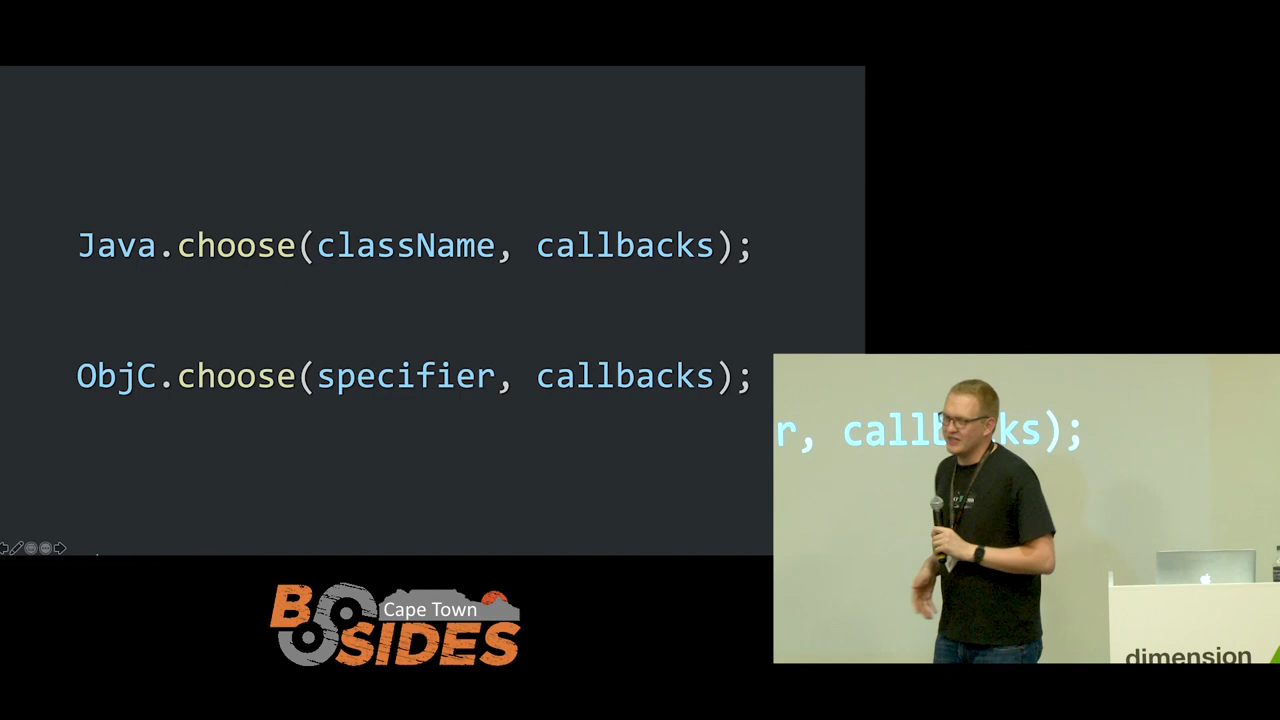 Java.choose(className, callbacks);
ObjC.choose(specifier, callbacks);
r, callb ks);
B SIDES
Cape Town
dimension